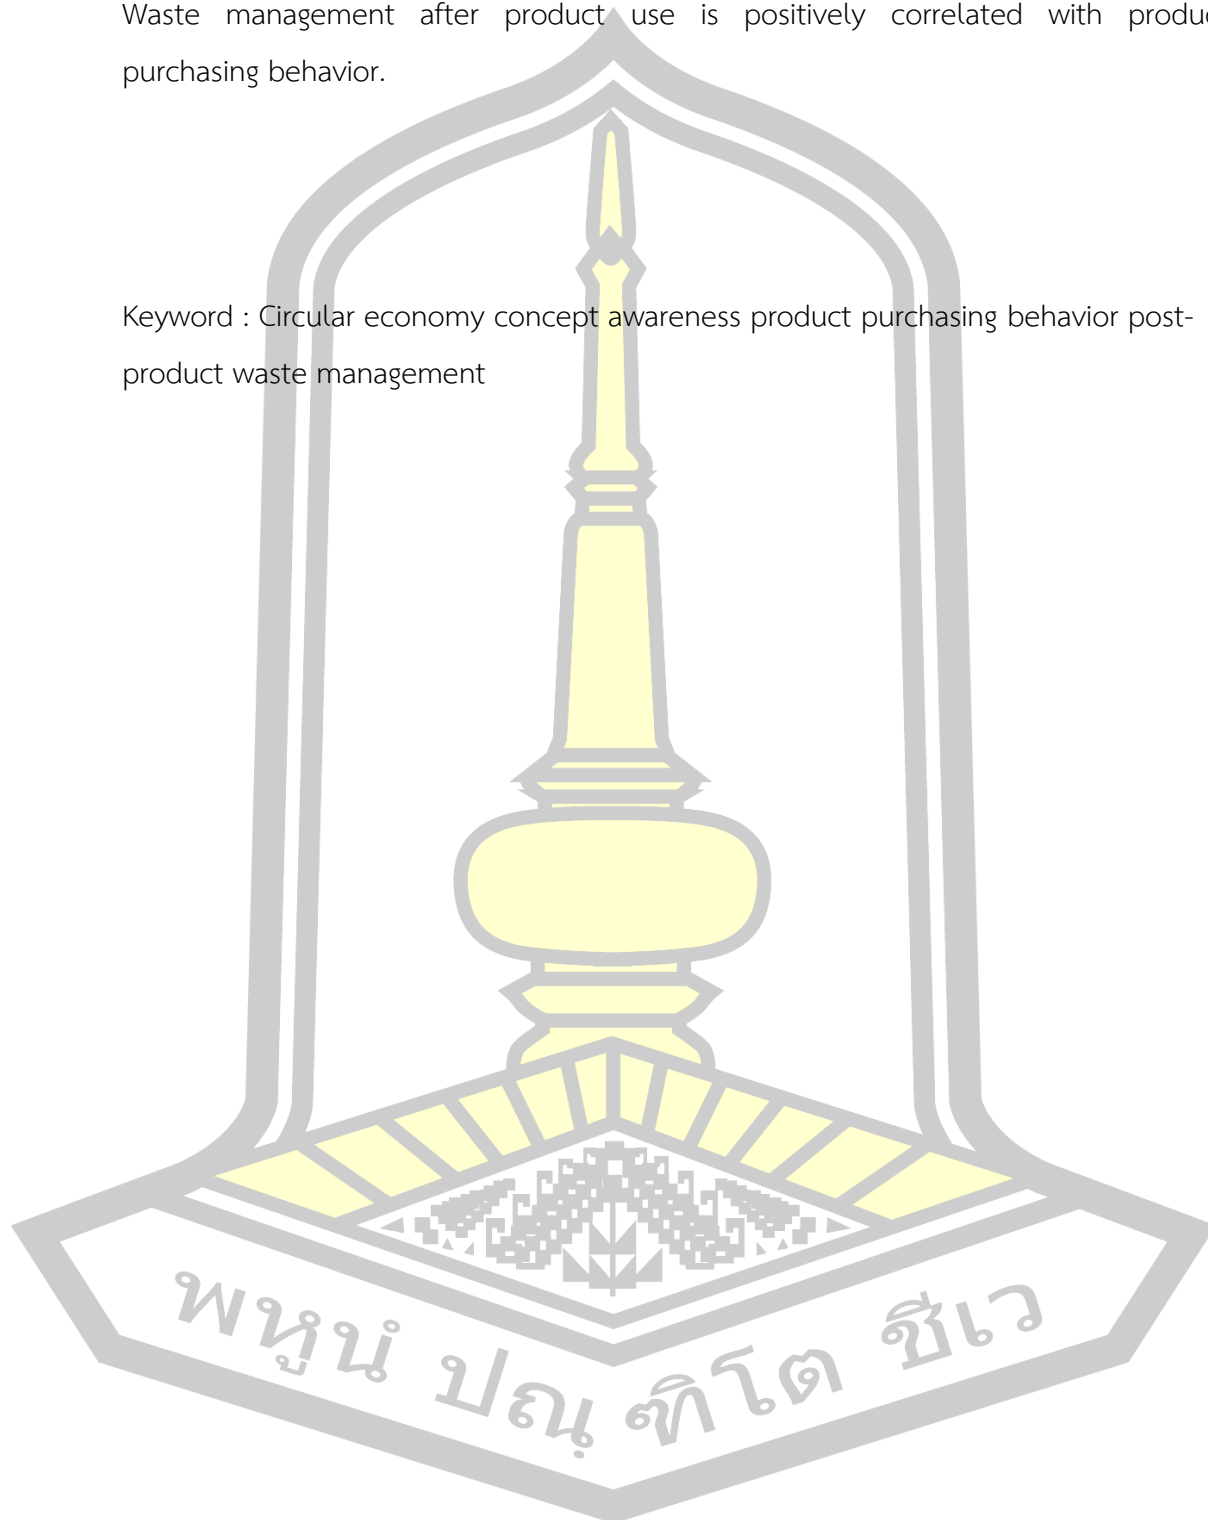 Waste management after product use is positively correlated with produc
purchasing behavior.
Keyword : Circular economy concept awareness product purchasing behavior post-
product waste management
พหูนํ ปณฺฑิโต ชีเว